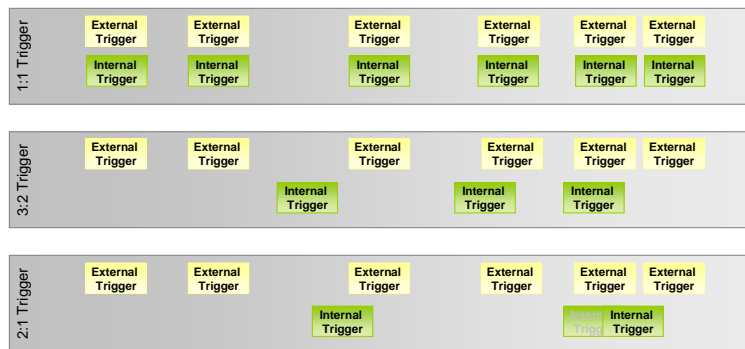 1:1 Trigger
External External External External External External
Trigger Trigger Trigger Trigger Trigger Trigger
Internal Internal Internal Internal Internal Internal
Trigger Trigger Trigger Trigger Trigger Trigger
3:2 Trigger
External External External External External External
Trigger Trigger Trigger Trigger Trigger Trigger
Internal Internal Internal
Trigger Trigger Trigger
2:1 Trigger
External External External External External External
Trigger Trigger Trigger Trigger Trigger Trigger
Internal Internal
Trigger Trigger